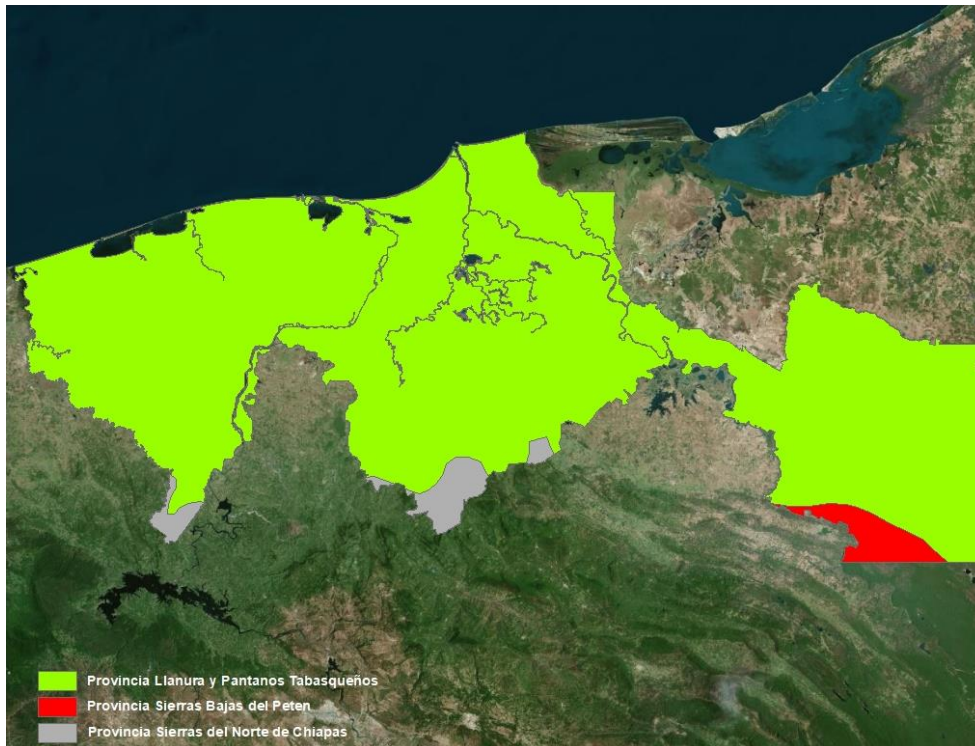 Provincia Llanura y Pantanos Tabasqueños
Provincia Sierras Bajas del Peten
Provincia Sierras del Norte de Chiapas